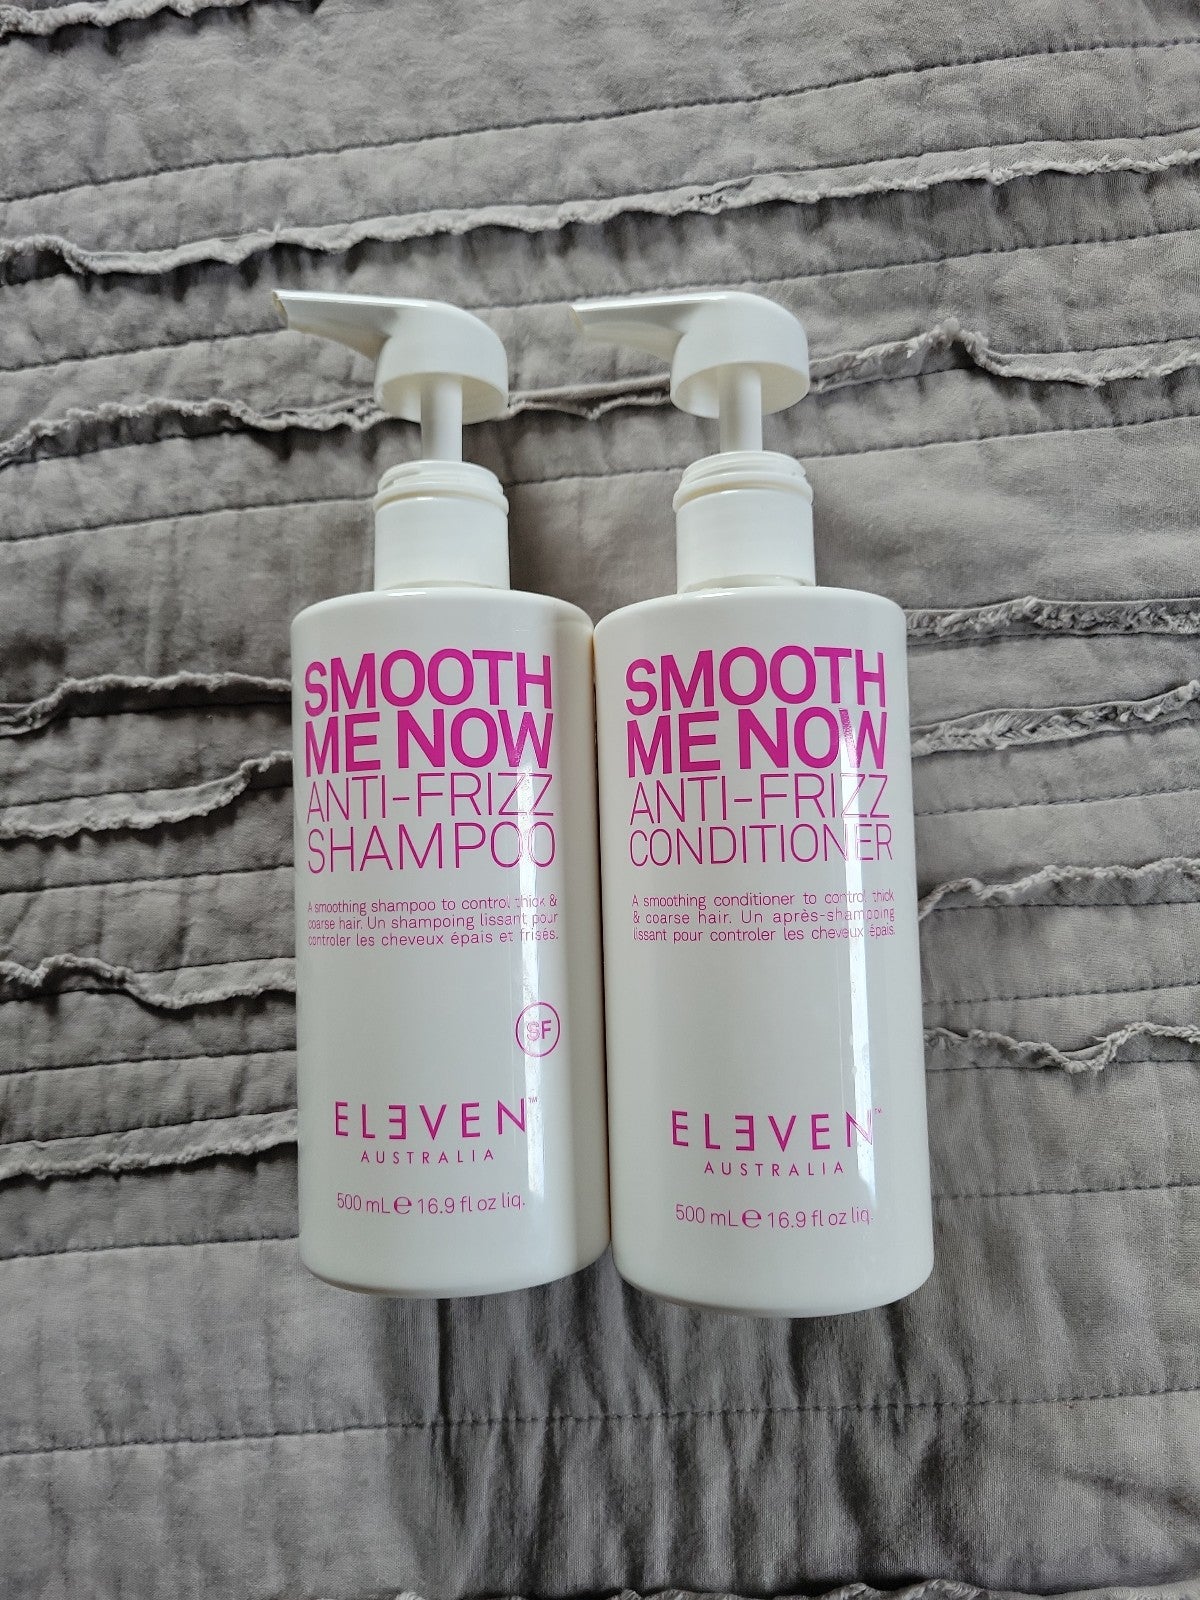 SMOOTH
ME NOW
ANTI-FRIZZ
SHAMPOO
A smoothing shampoo to control thick &
coarse hair. Un shampoing lissant pour
controler les cheveux épais et frisés.
SF
ELEVEN™
AUSTRALIA
500 mL ℮ 16.9 fl oz liq.
SMOOTH
ME NOW
ANTI-FRIZZ
CONDITIONER
A smoothing conditioner to control thick
& coarse hair. Un après-shampoing
lissant pour controler les cheveux épais.
ELEVEN™
AUSTRALIA
500 mL ℮ 16.9 fl oz liq.